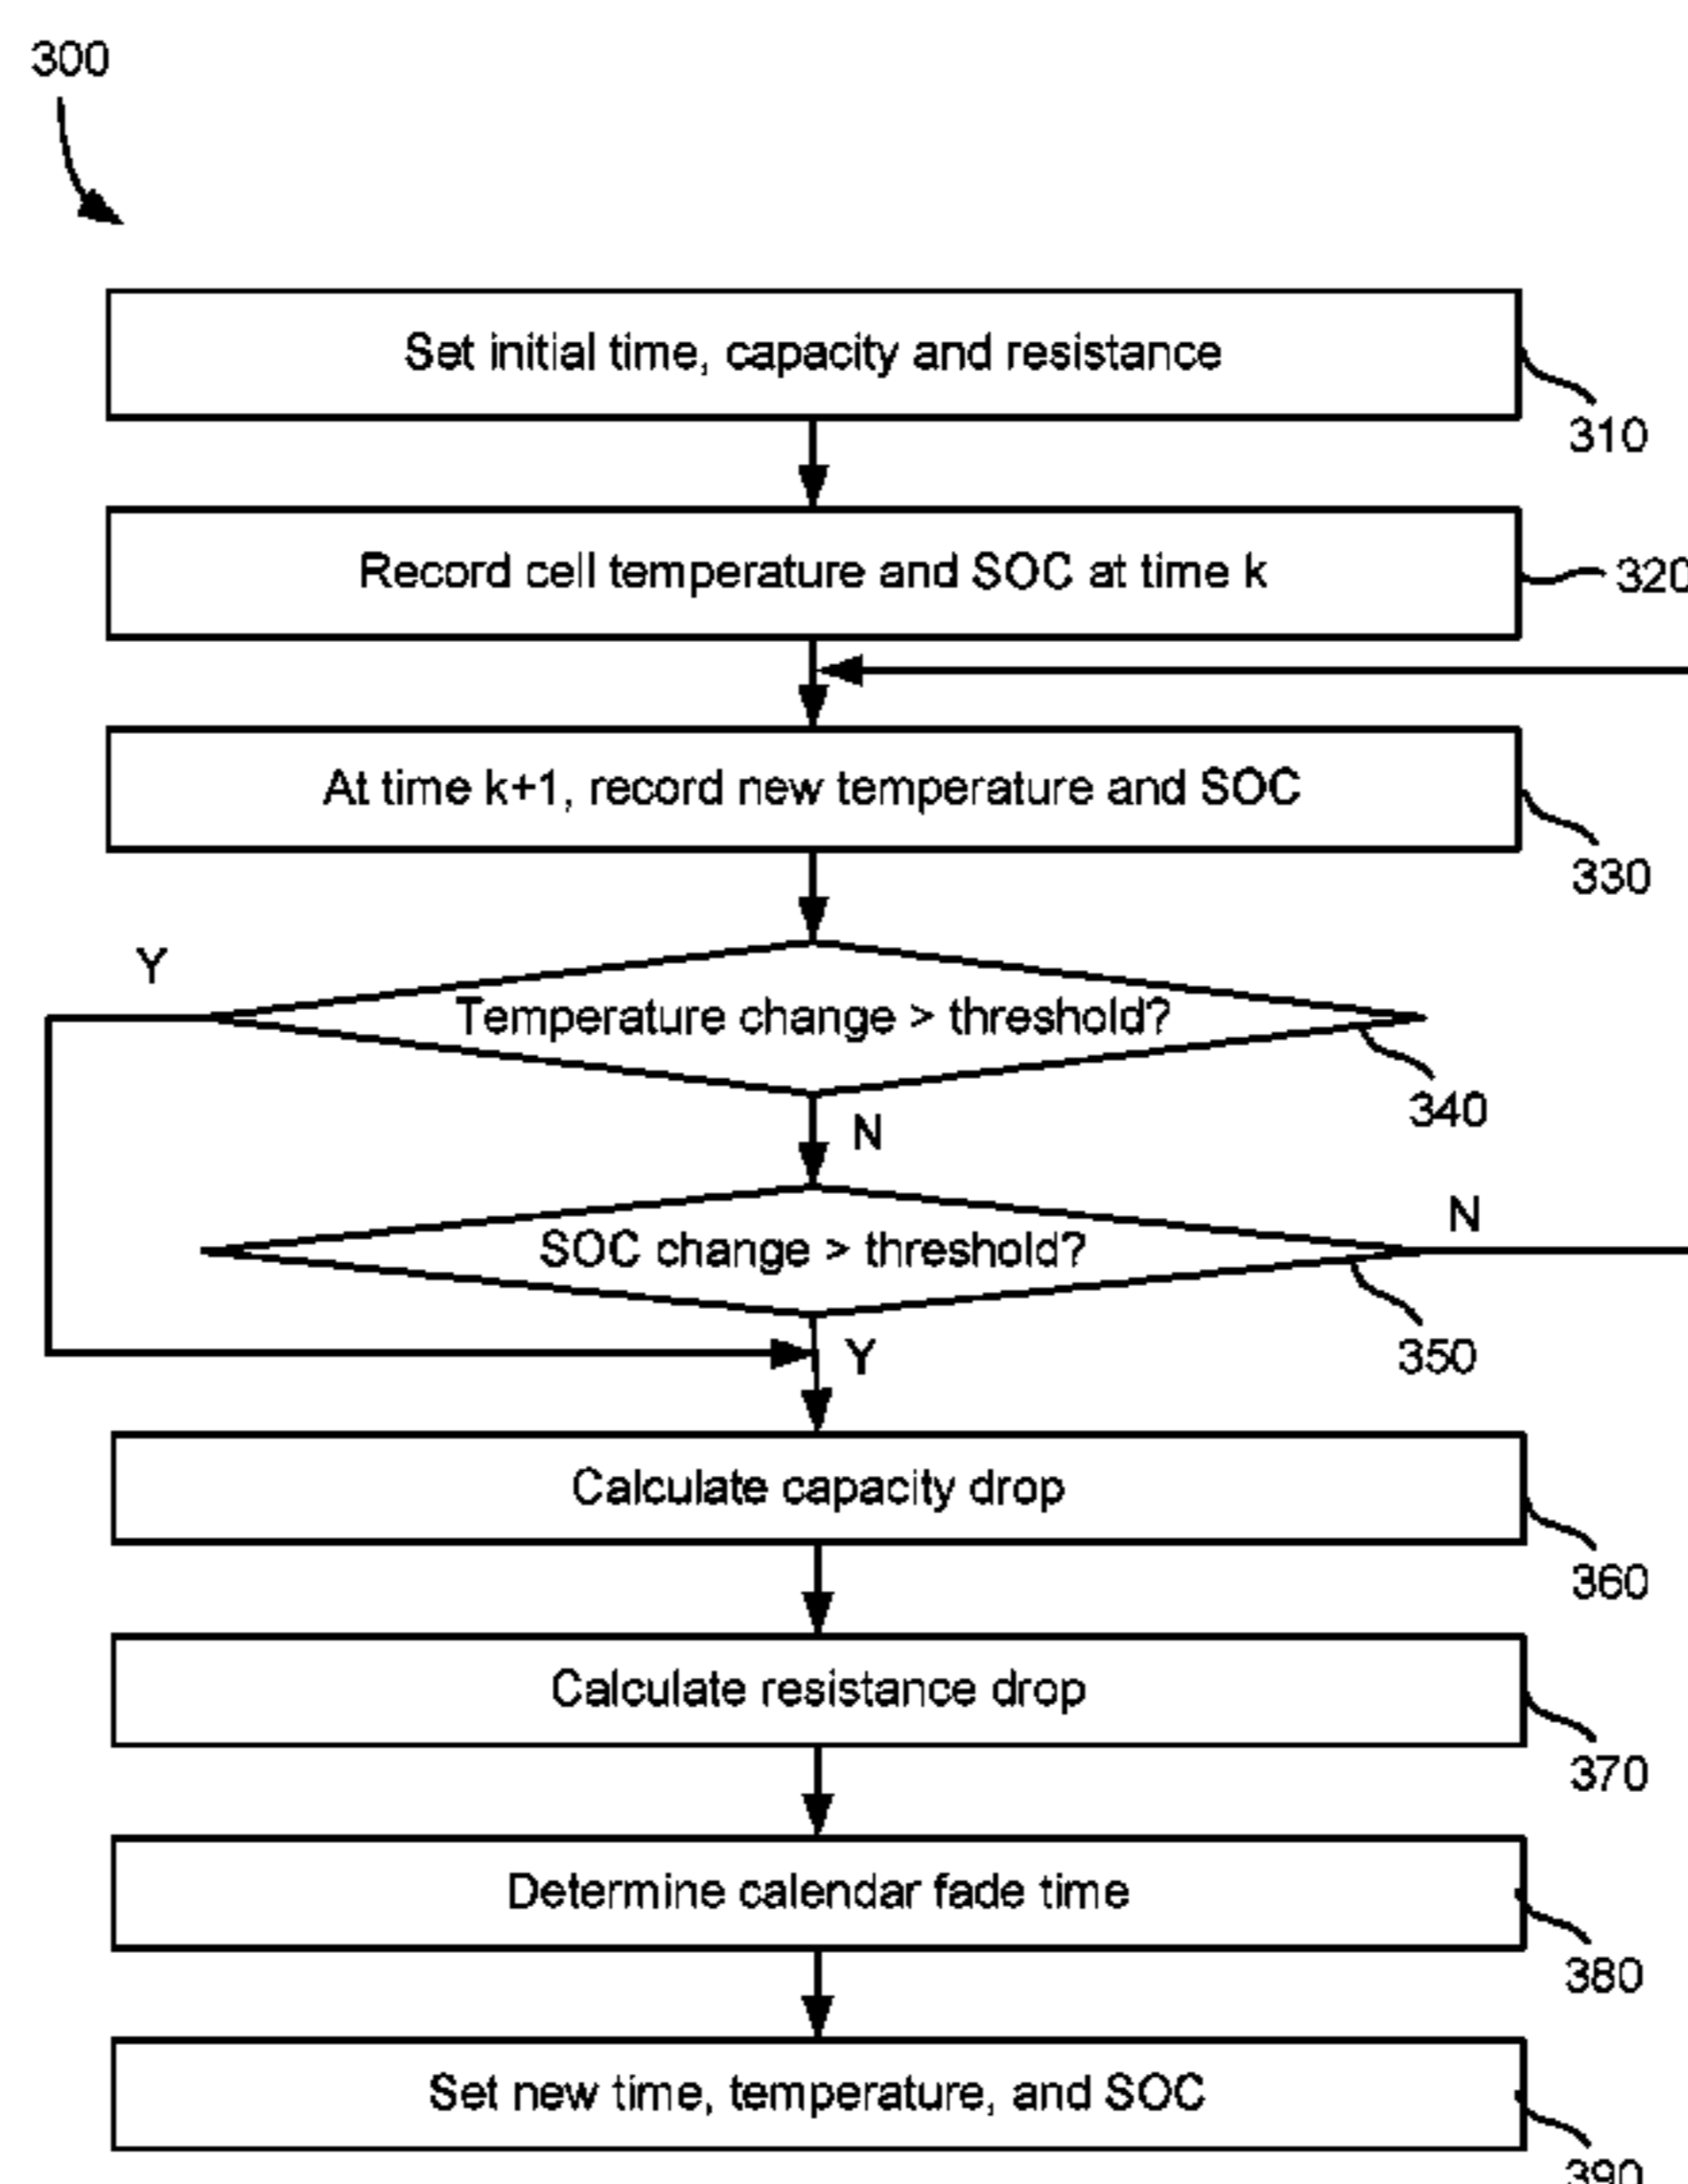 300
Set initial time, capacity and resistance
310
Record cell temperature and SOC at time k
320
At time k+1, record new temperature and SOC
330
Y
Temperature change > threshold?
340
N
N
SOC change > threshold?
350
Y
Calculate capacity drop
360
Calculate resistance drop
370
Determine calendar fade time
380
Set new time, temperature, and SOC
390